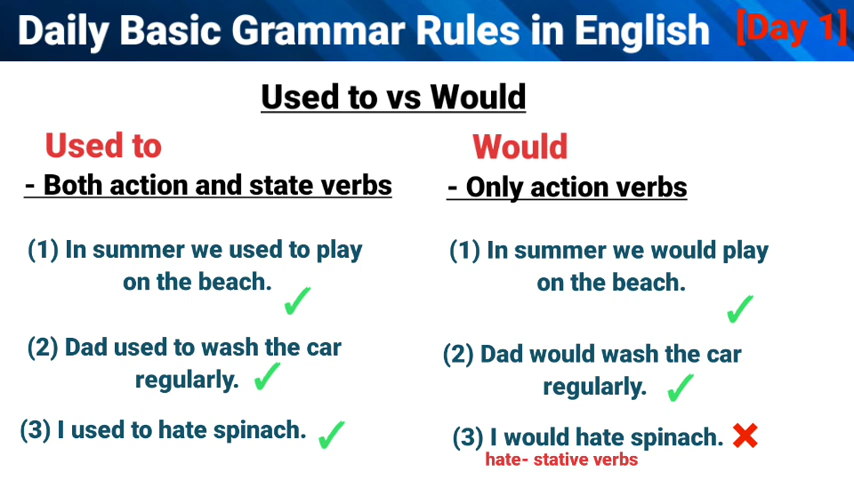 Daily Basic Grammar Rules in English [Day 1]
Used to vs Would
Used to
- Both action and state verbs
(1) In summer we used to play
on the beach. ✓
(2) Dad used to wash the car
regularly. ✓
(3) I used to hate spinach. ✓
Would
- Only action verbs
(1) In summer we would play
on the beach. ✓
(2) Dad would wash the car
regularly. ✓
(3) I would hate spinach. ✗
hate- stative verbs